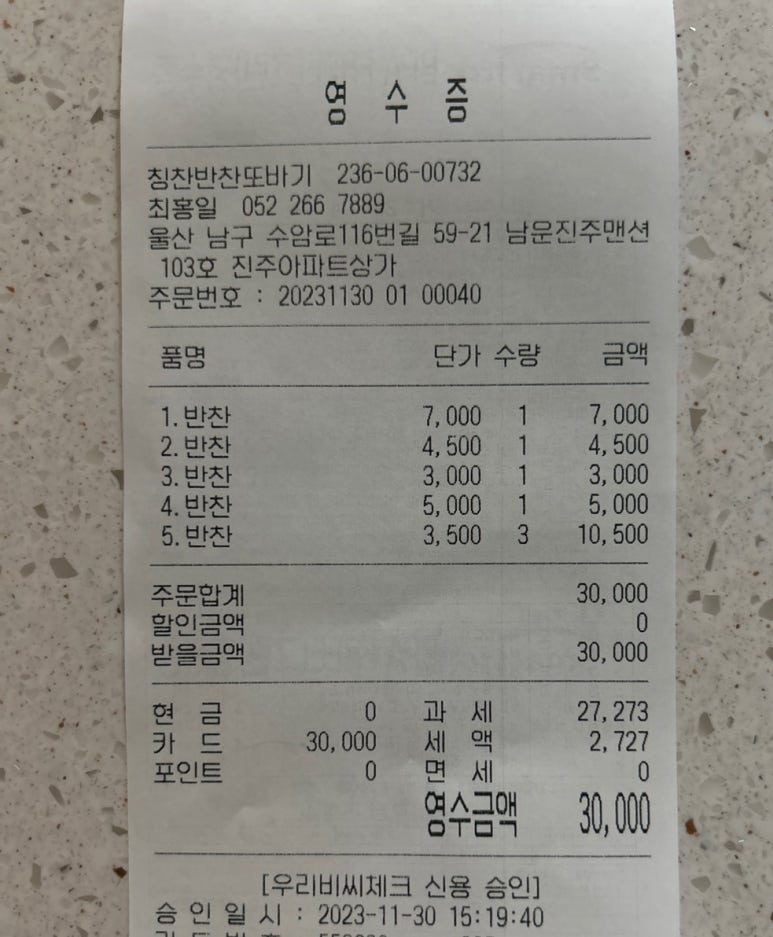 영 수 증
칭찬반찬또바기 236-06-00732
최홍일 052 266 7889
울산 남구 수암로116번길 59-21 남운진주맨션
103호 진주아파트상가
주문번호 : 20231130 01 00040
품명 단가 수량 금액
1. 반찬 7,000 1 7,000
2. 반찬 4,500 1 4,500
3. 반찬 3,000 1 3,000
4. 반찬 5,000 1 5,000
5. 반찬 3,500 3 10,500
주문합계 30,000
할인금액 0
받을금액 30,000
현 금 0 과 세 27,273
카 드 30,000 세 액 2,727
포인트 0 면 세 0
영수금액 30,000
[우리비씨체크 신용 승인]
승 인 일 시 : 2023-11-30 15:19:40